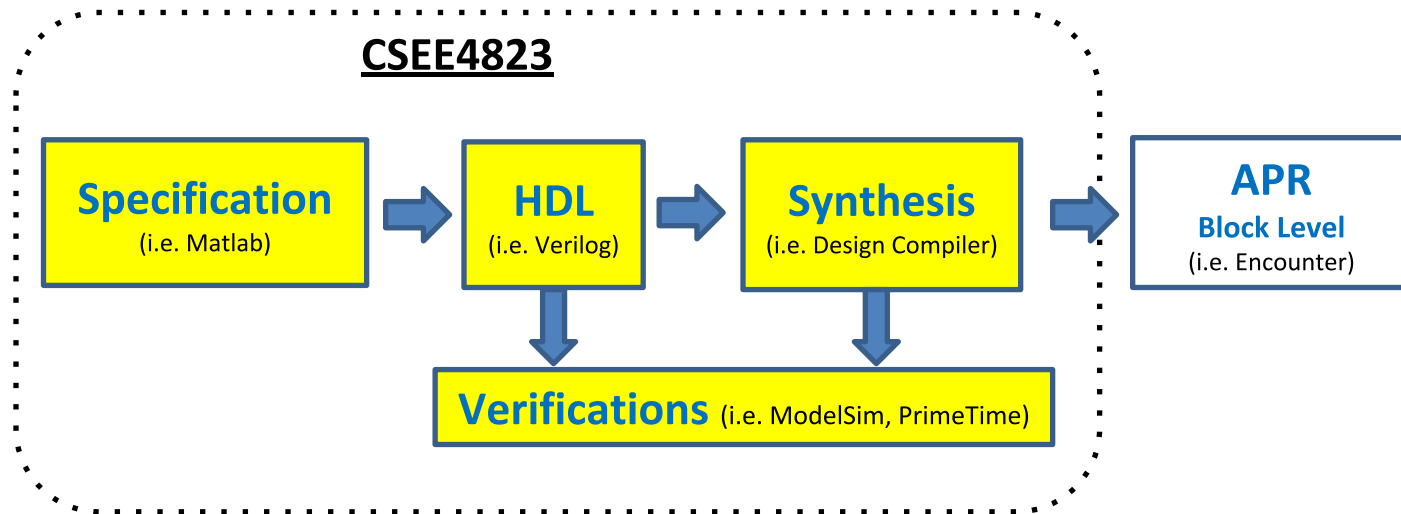 CSEE4823
Specification
(i.e. Matlab)
HDL
(i.e. Verilog)
Synthesis
(i.e. Design Compiler)
APR
Block Level
(i.e. Encounter)
Verifications (i.e. ModelSim, PrimeTime)